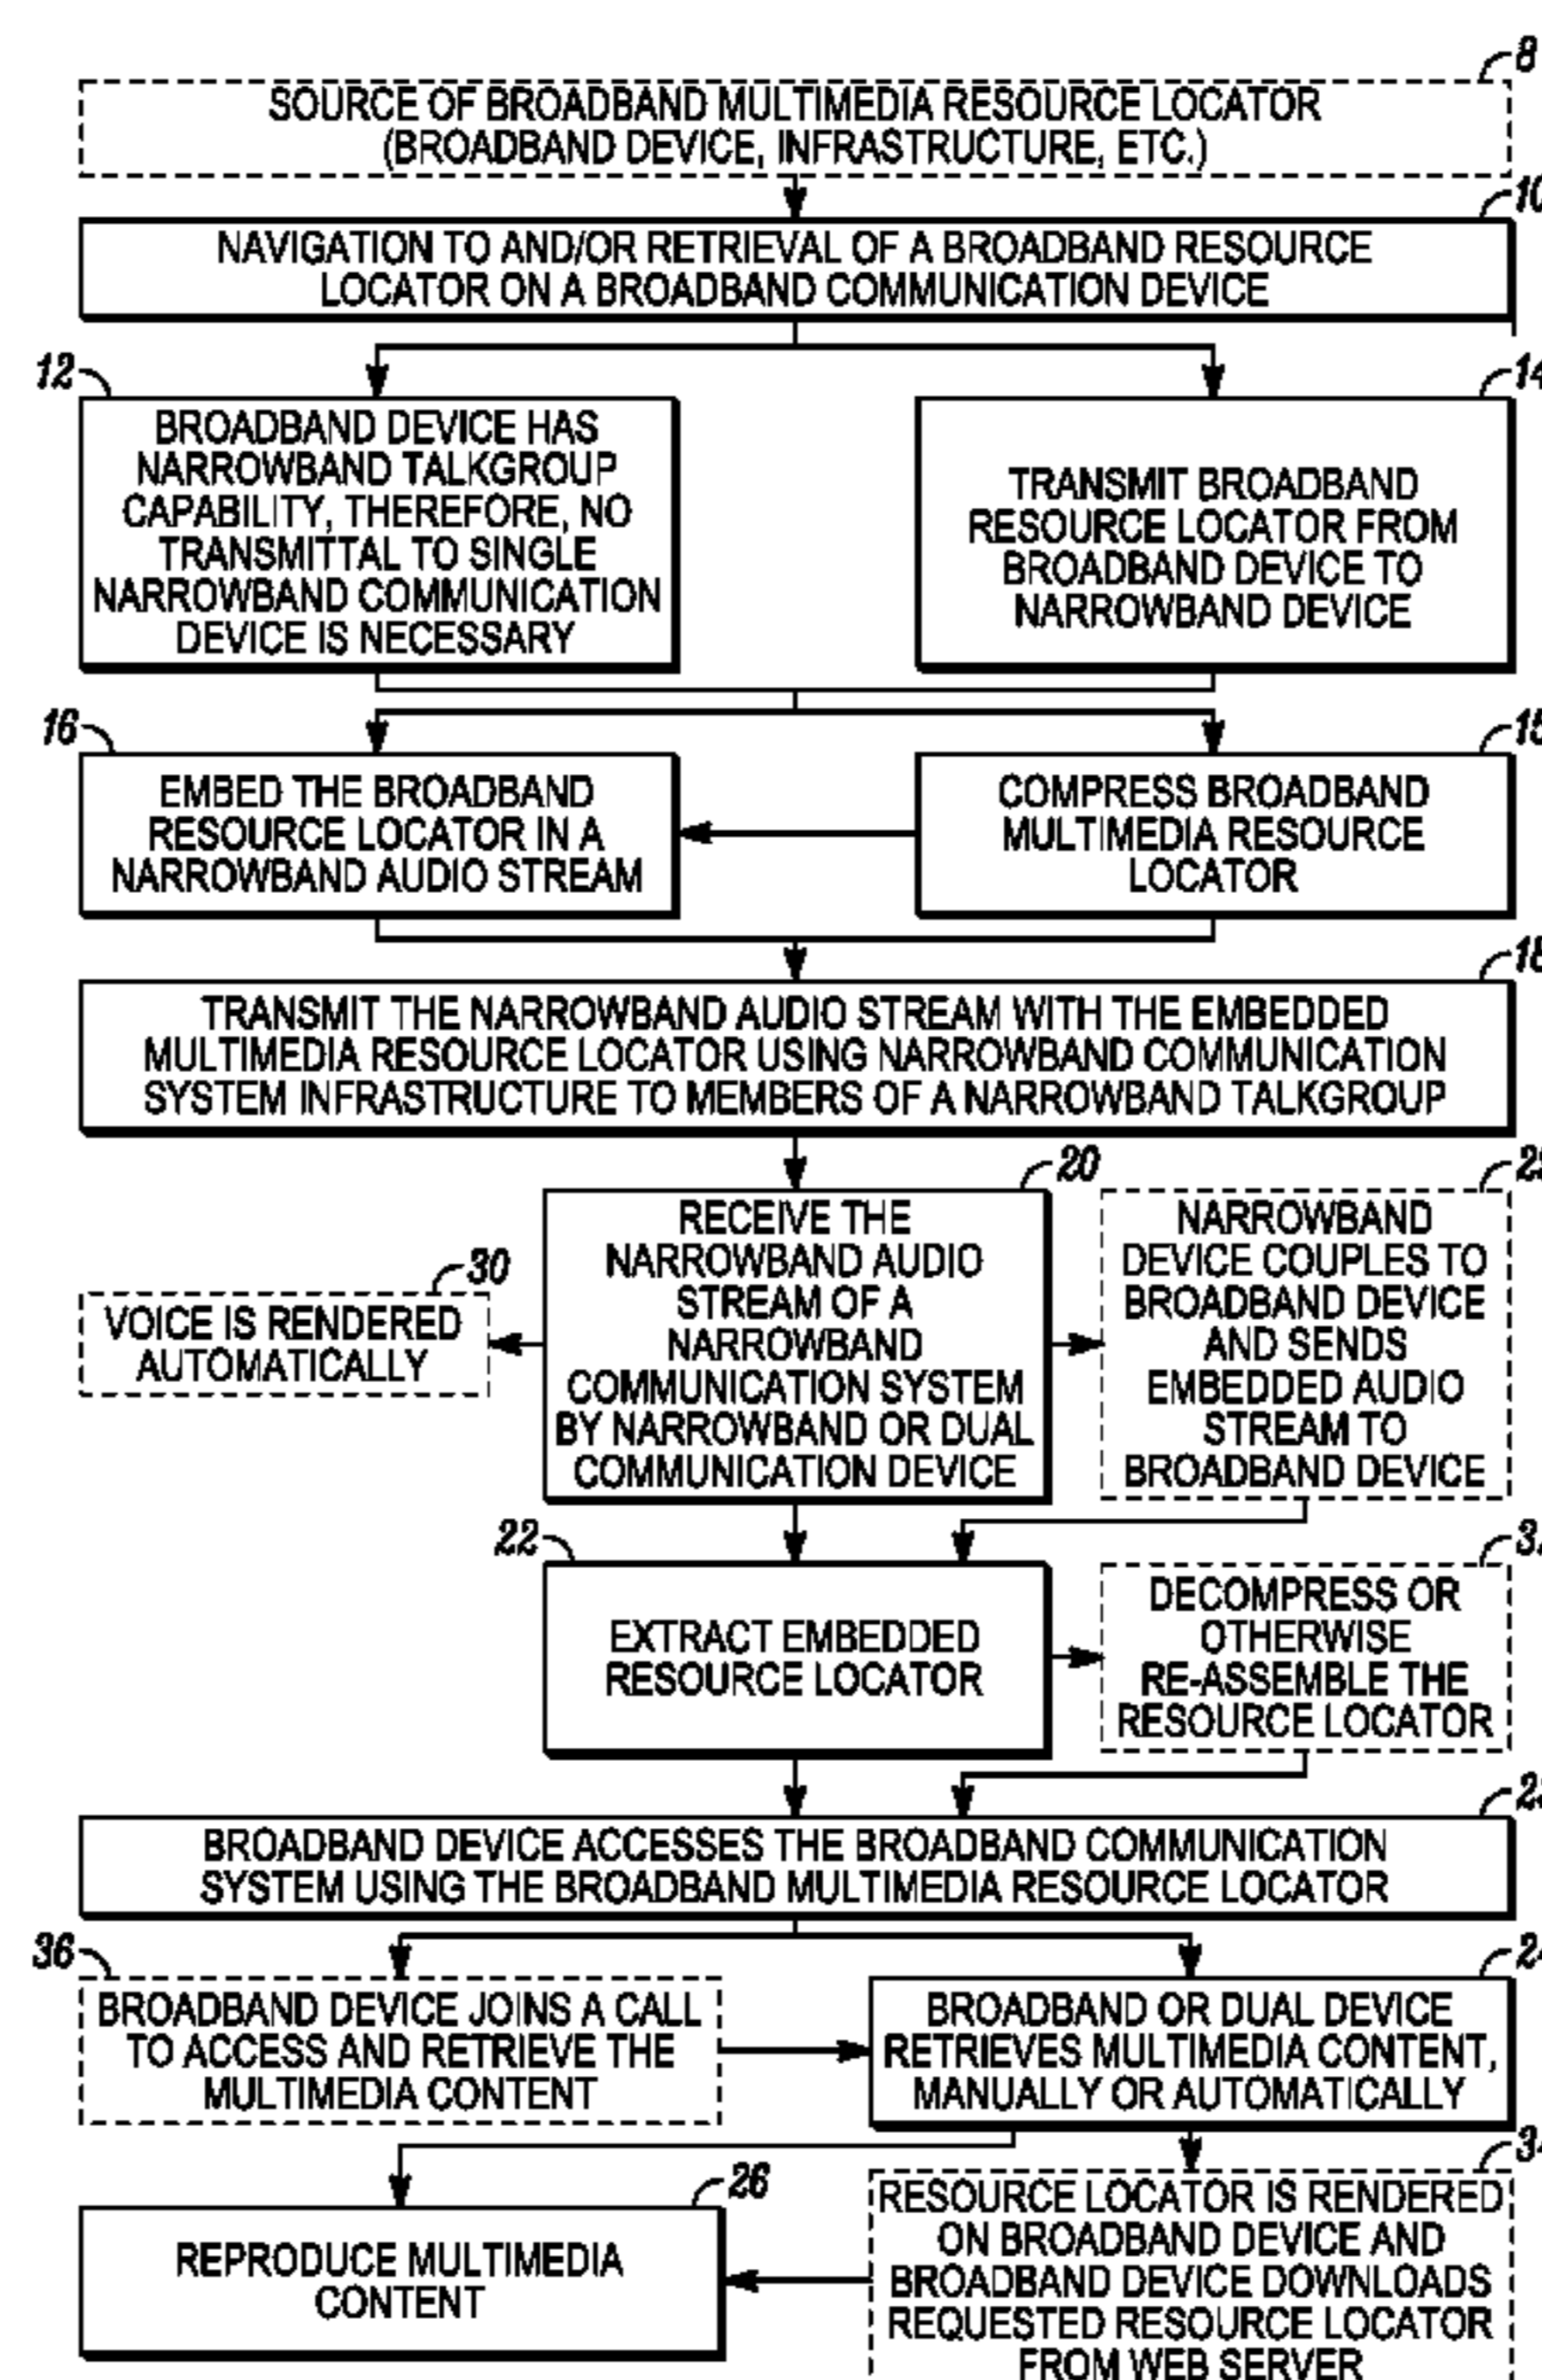 8
SOURCE OF BROADBAND MULTIMEDIA RESOURCE LOCATOR
(BROADBAND DEVICE, INFRASTRUCTURE, ETC.)
10
NAVIGATION TO AND/OR RETRIEVAL OF A BROADBAND RESOURCE
LOCATOR ON A BROADBAND COMMUNICATION DEVICE
12
BROADBAND DEVICE HAS
NARROWBAND TALKGROUP
CAPABILITY, THEREFORE, NO
TRANSMITTAL TO SINGLE
NARROWBAND COMMUNICATION
DEVICE IS NECESSARY
14
TRANSMIT BROADBAND
RESOURCE LOCATOR FROM
BROADBAND DEVICE TO
NARROWBAND DEVICE
16
EMBED THE BROADBAND
RESOURCE LOCATOR IN A
NARROWBAND AUDIO STREAM
15
COMPRESS BROADBAND
MULTIMEDIA RESOURCE
LOCATOR
18
TRANSMIT THE NARROWBAND AUDIO STREAM WITH THE EMBEDDED
MULTIMEDIA RESOURCE LOCATOR USING NARROWBAND COMMUNICATION
SYSTEM INFRASTRUCTURE TO MEMBERS OF A NARROWBAND TALKGROUP
30
VOICE IS RENDERED
AUTOMATICALLY
20
RECEIVE THE
NARROWBAND AUDIO
STREAM OF A
NARROWBAND
COMMUNICATION SYSTEM
BY NARROWBAND OR DUAL
COMMUNICATION DEVICE
NARROWBAND
DEVICE COUPLES TO
BROADBAND DEVICE
AND SENDS
EMBEDDED AUDIO
STREAM TO
BROADBAND DEVICE
22
EXTRACT EMBEDDED
RESOURCE LOCATOR
DECOMPRESS OR
OTHERWISE
RE-ASSEMBLE THE
RESOURCE LOCATOR
BROADBAND DEVICE ACCESSES THE BROADBAND COMMUNICATION
SYSTEM USING THE BROADBAND MULTIMEDIA RESOURCE LOCATOR
36
BROADBAND DEVICE JOINS A CALL
TO ACCESS AND RETRIEVE THE
MULTIMEDIA CONTENT
24
BROADBAND OR DUAL DEVICE
RETRIEVES MULTIMEDIA CONTENT,
MANUALLY OR AUTOMATICALLY
26
REPRODUCE MULTIMEDIA
CONTENT
34
RESOURCE LOCATOR IS RENDERED
ON BROADBAND DEVICE AND
BROADBAND DEVICE DOWNLOADS
REQUESTED RESOURCE LOCATOR
FROM WEB SERVER